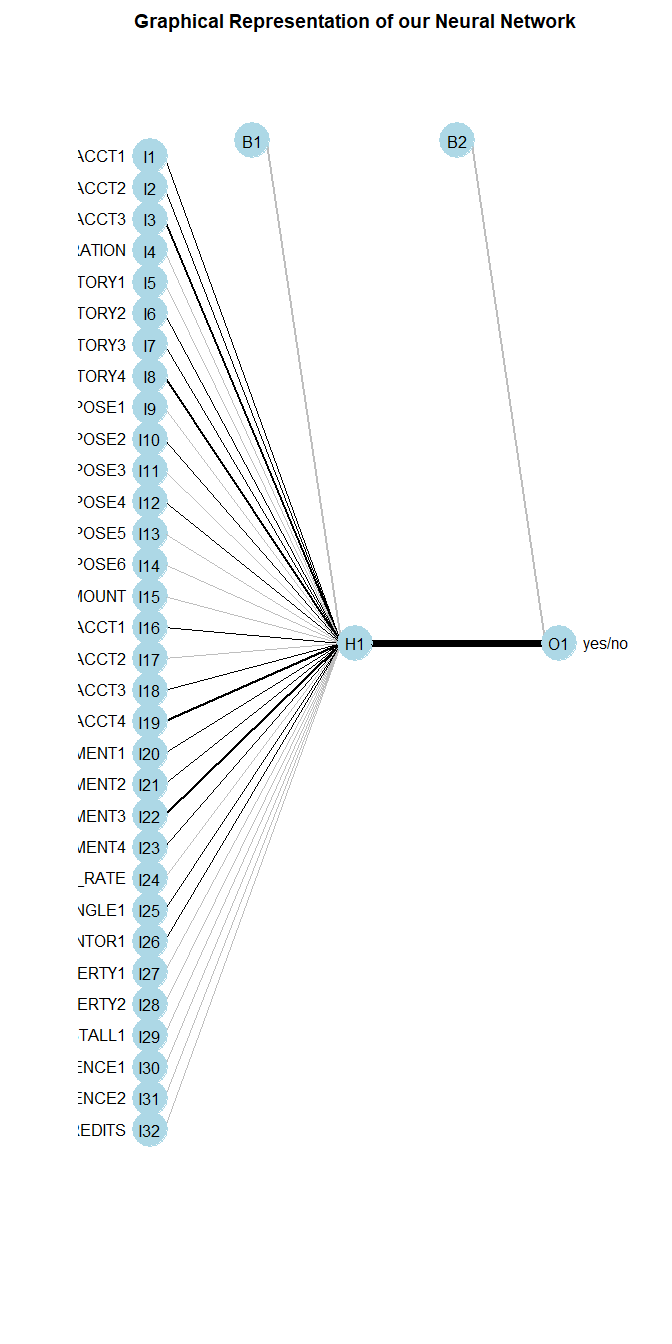 Graphical Representation of our Neural Network
B1 B2
ACCT1 I1
ACCT2 I2
ACCT3 I3
RATION I4
TORY1 I5
TORY2 I6
TORY3 I7
TORY4 I8
POSE1 I9
POSE2 I10
POSE3 I11
POSE4 I12
POSE5 I13
POSE6 I14
MOUNT I15
ACCT1 I16
H1 O1 yes/no
ACCT2 I17
ACCT3 I18
ACCT4 I19
MENT1 I20
MENT2 I21
MENT3 I22
MENT4 I23
_RATE I24
NGLE1 I25
NTOR1 I26
ERTY1 I27
ERTY2 I28
TALL1 I29
ENCE1 I30
ENCE2 I31
REDITS I32